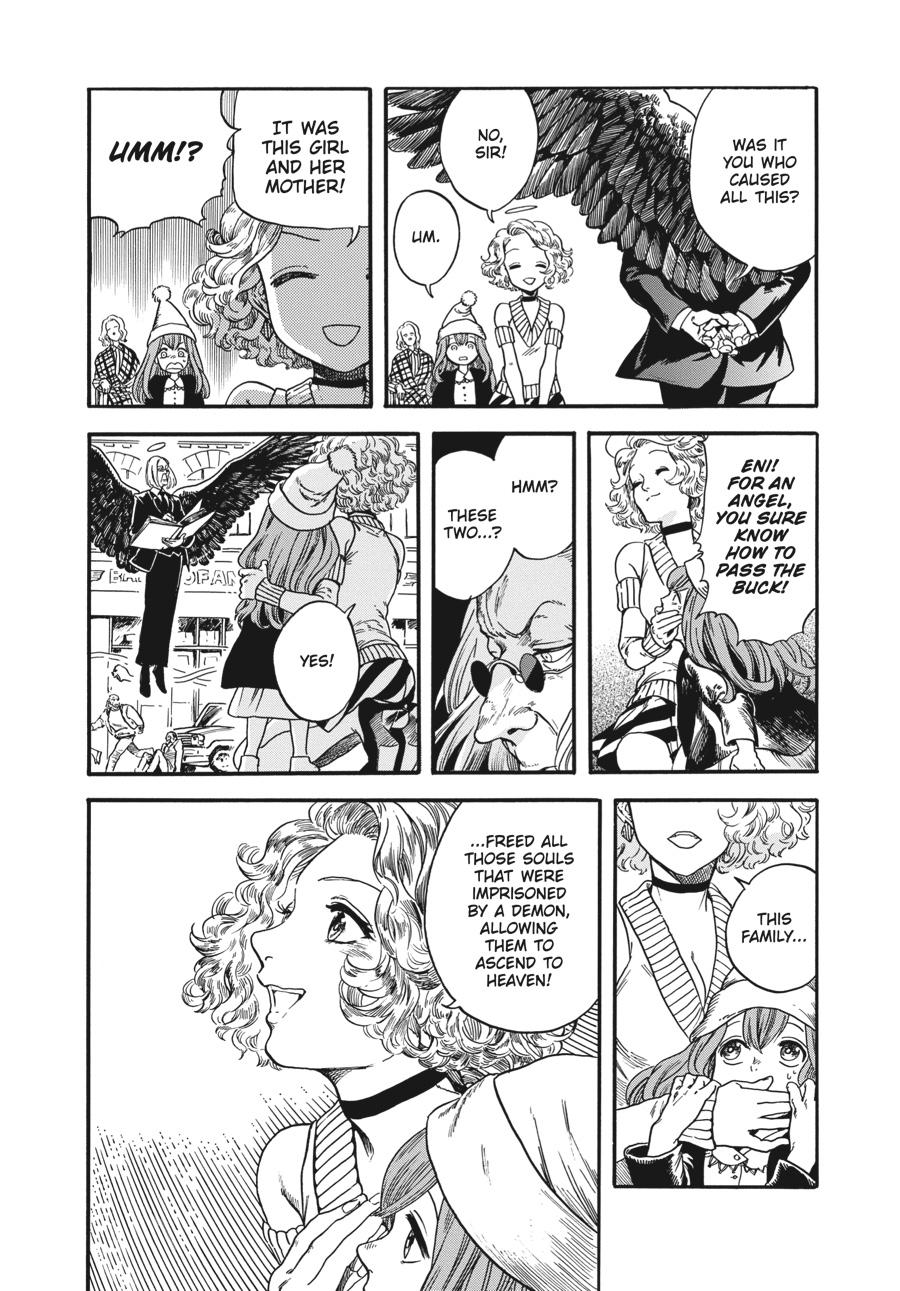 WAS IT
YOU WHO
CAUSED
ALL THIS?
NO,
SIR!
UM.
IT WAS
THIS GIRL
AND HER
MOTHER!
UMM!?
ENI!
FOR AN
ANGEL,
YOU SURE
KNOW
HOW TO
PASS THE
BUCK!
HMM?
THESE
TWO...?
YES!
THIS
FAMILY...
...FREED ALL
THOSE SOULS
THAT WERE
IMPRISONED
BY A DEMON,
ALLOWING
THEM TO
ASCEND TO
HEAVEN!